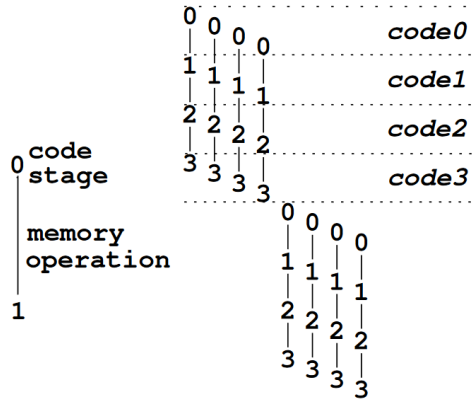 0 0 0 0 code0
1 1 1 1 code1
2 2 2 2 code2
3 3 3 3 code3
0 code stage
memory
operation
1
0 0 0 0
1 1 1 1
2 2 2 2
3 3 3 3